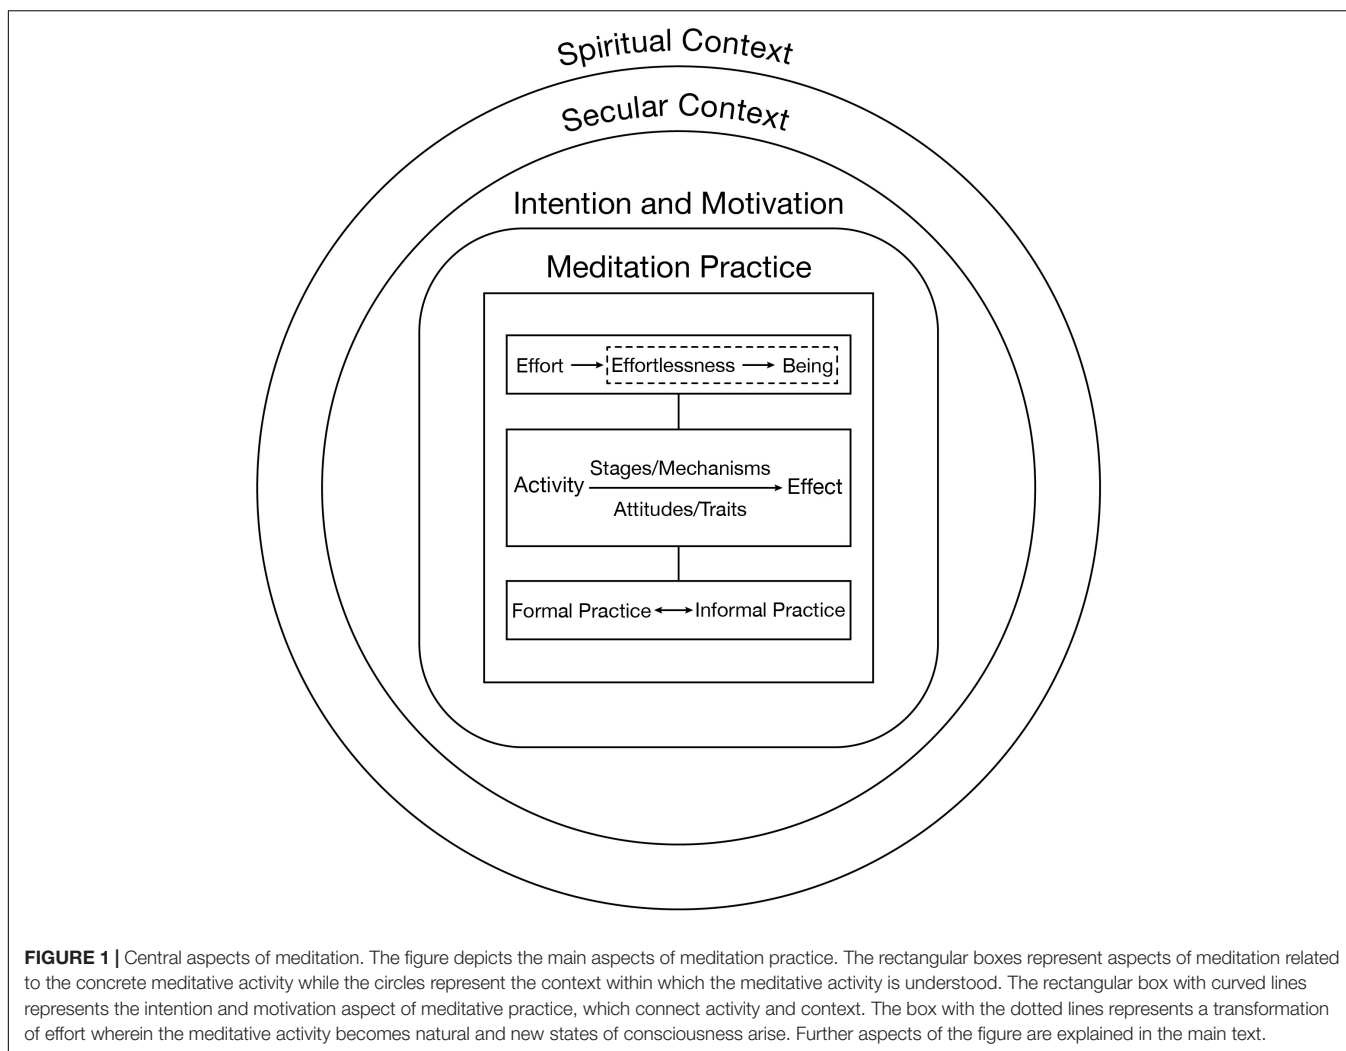 Spiritual Context
Secular Context
Intention and Motivation
Meditation Practice
Effort Effortlessness Being
Stages/Mechanisms
Activity Effect
Attitudes/Traits
Formal Practice Informal Practice
FIGURE 1 | Central aspects of meditation. The figure depicts the main aspects of meditation practice. The rectangular boxes represent aspects of meditation related
to the concrete meditative activity while the circles represent the context within which the meditative activity is understood. The rectangular box with curved lines
represents the intention and motivation aspect of meditative practice, which connect activity and context. The box with the dotted lines represents a transformation
of effort wherein the meditative activity becomes natural and new states of consciousness arise. Further aspects of the figure are explained in the main text.